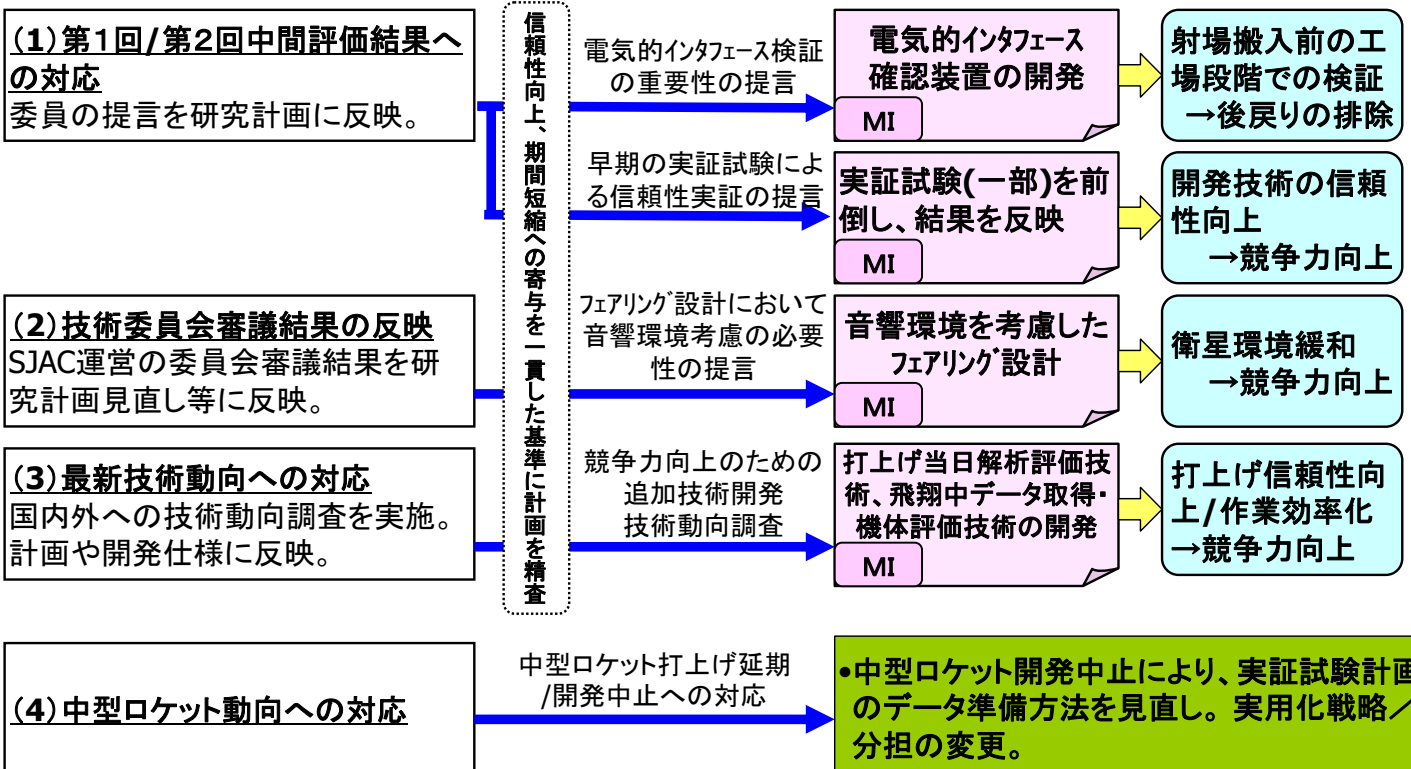 (1)第1回/第2回中間評価結果へ
の対応
委員の提言を研究計画に反映。
信頼性向上、期間短縮への寄与を一貫した基準に計画を精査
電気的インタフェース検証
の重要性の提言
電気的インタフェース
確認装置の開発
MI
射場搬入前の工
場段階での検証
→後戻りの排除
早期の実証試験によ
る信頼性実証の提言
実証試験(一部)を前
倒し、結果を反映
MI
開発技術の信頼
性向上
→競争力向上
(2)技術委員会審議結果の反映
SJAC運営の委員会審議結果を研
究計画見直し等に反映。
フェアリング設計において
音響環境考慮の必要
性の提言
音響環境を考慮した
フェアリング設計
MI
衛星環境緩和
→競争力向上
(3)最新技術動向への対応
国内外への技術動向調査を実施。
計画や開発仕様に反映。
競争力向上のための
追加技術開発
技術動向調査
打上げ当日解析評価技
術、飛翔中データ取得・
機体評価技術の開発
MI
打上げ信頼性向
上/作業効率化
→競争力向上
(4)中型ロケット動向への対応
中型ロケット打上げ延期
/開発中止への対応
•中型ロケット開発中止により、実証試験計画
のデータ準備方法を見直し。実用化戦略／
分担の変更。